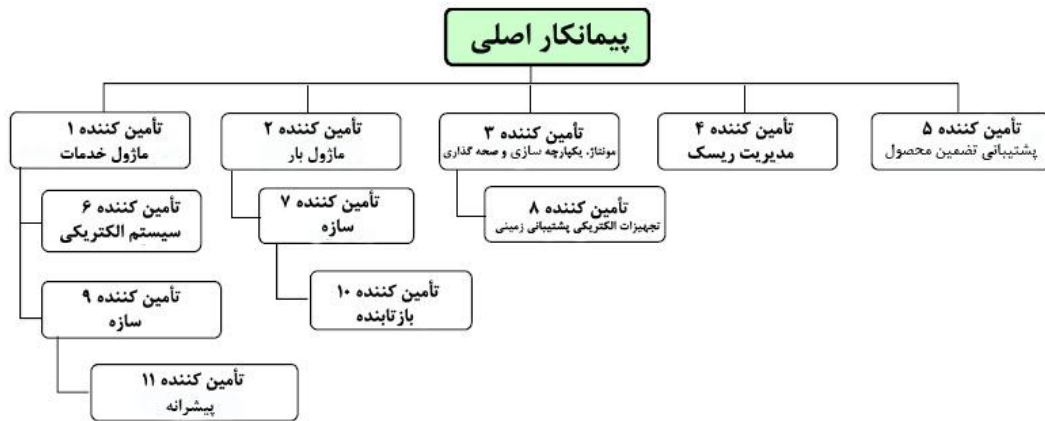 پیمانکار اصلی
تأمین کننده ۱
ماژول خدمات
تأمین کننده ۲
ماژول بار
تأمین کننده ۳
مونتاژ، یکپارچه سازی و صحه گذاری
تأمین کننده ۴
مدیریت ریسک
تأمین کننده ۵
پشتیبانی تضمین محصول
تأمین کننده ۶
سیستم الکتریکی
تأمین کننده ۷
سازه
تأمین کننده ۸
تجهیزات الکتریکی پشتیبانی زمینی
تأمین کننده ۹
سازه
تأمین کننده ۱۰
بازتابنده
تأمین کننده ۱۱
پیشرانه